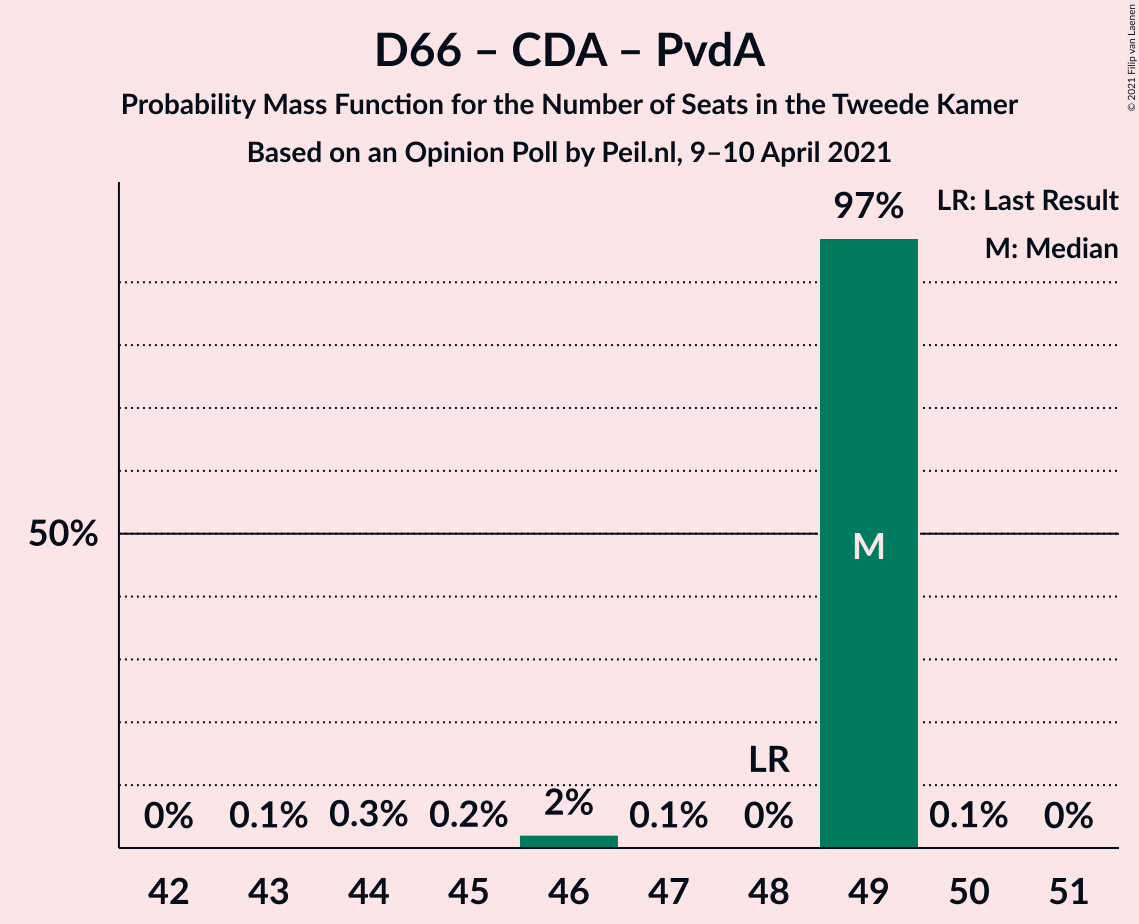 D66 – CDA – PvdA
Probability Mass Function for the Number of Seats in the Tweede Kamer
Based on an Opinion Poll by Peil.nl, 9–10 April 2021
© 2021 Filip van Laenen
LR: Last Result
M: Median
97%
50%
M
LR
0% 0.1% 0.3% 0.2% 2% 0.1% 0% 0.1% 0%
42 43 44 45 46 47 48 49 50 51